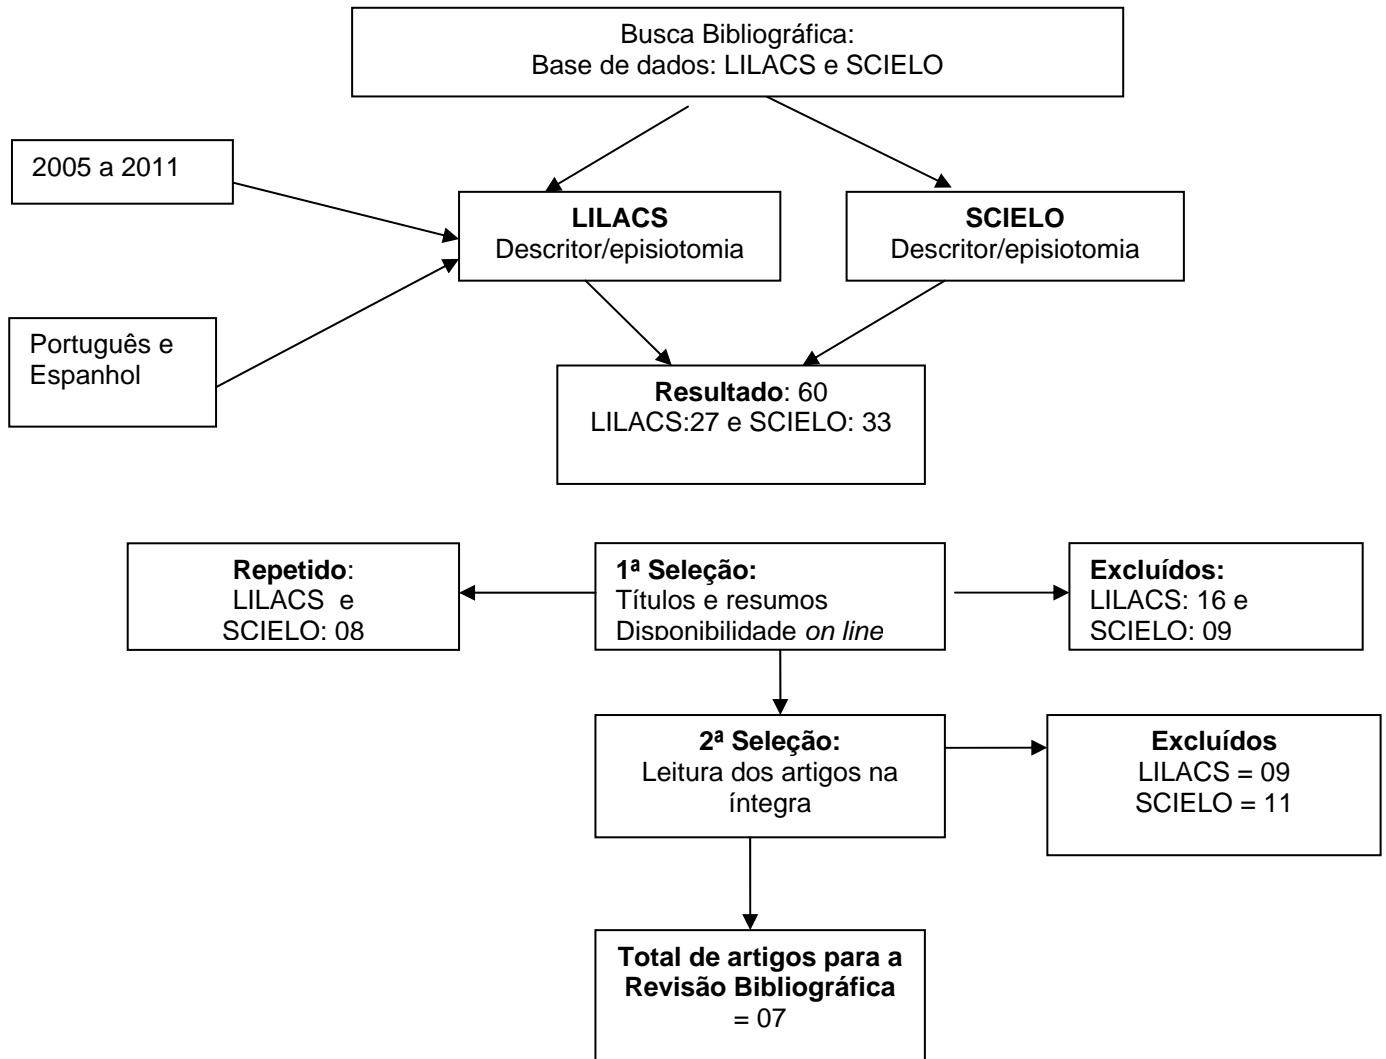 Busca Bibliográfica:
Base de dados: LILACS e SCIELO
2005 a 2011
LILACS
Descritor/episiotomia
SCIELO
Descritor/episiotomia
Português e
Espanhol
Resultado: 60
LILACS:27 e SCIELO: 33
Repetido:
LILACS e
SCIELO: 08
1ª Seleção:
Títulos e resumos
Disponibilidade on line
Excluídos:
LILACS: 16 e
SCIELO: 09
2ª Seleção:
Leitura dos artigos na
íntegra
Excluídos
LILACS = 09
SCIELO = 11
Total de artigos para a
Revisão Bibliográfica
= 07